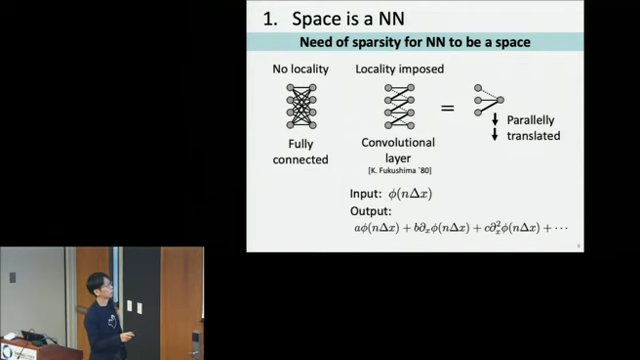 1. Space is a NN
Need of sparsity for NN to be a space
No locality
Locality imposed
=
Parallelly
translated
Fully
connected
Convolutional
layer
[K. Fukushima `80]
Input: ϕ(nΔx)
Output:
aϕ(nΔx) + b∂ₓϕ(nΔx) + c∂ₓ²ϕ(nΔx) + ⋯